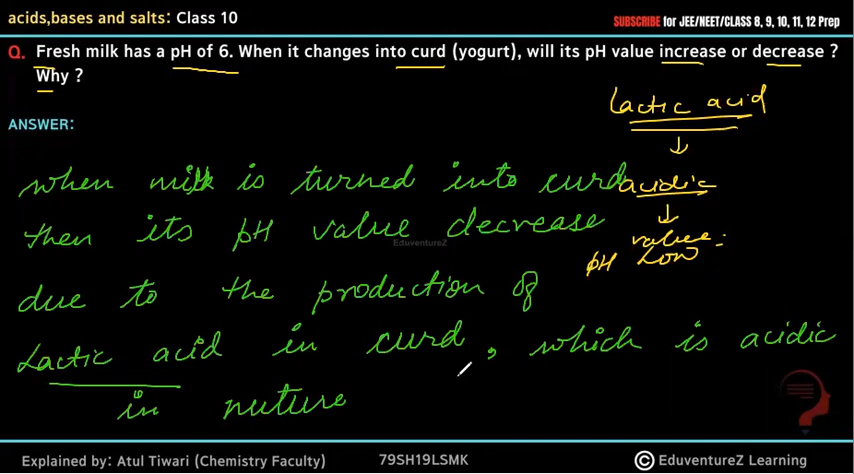 acids,bases and salts: Class 10
SUBSCRIBE for JEE/NEET/CLASS 8, 9, 10, 11, 12 Prep
Q. Fresh milk has a pH of 6. When it changes into curd (yogurt), will its pH value increase or decrease ?
Why ?
Lactic acid
ANSWER:
↓
when milk is turned into curd
acidic
↓
then its pH value decrease
value :
pH Low
EduventureZ
due to the production of
Lactic acid in curd, which is acidic
in nuture
Explained by: Atul Tiwari (Chemistry Faculty)
79SH19LSMK
© EduventureZ Learning